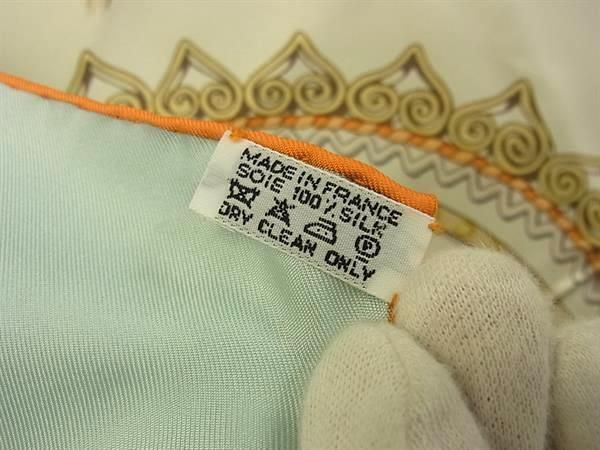 MADE IN FRANCE
SOIE 100% SILK
P
DRY CLEAN ONLY